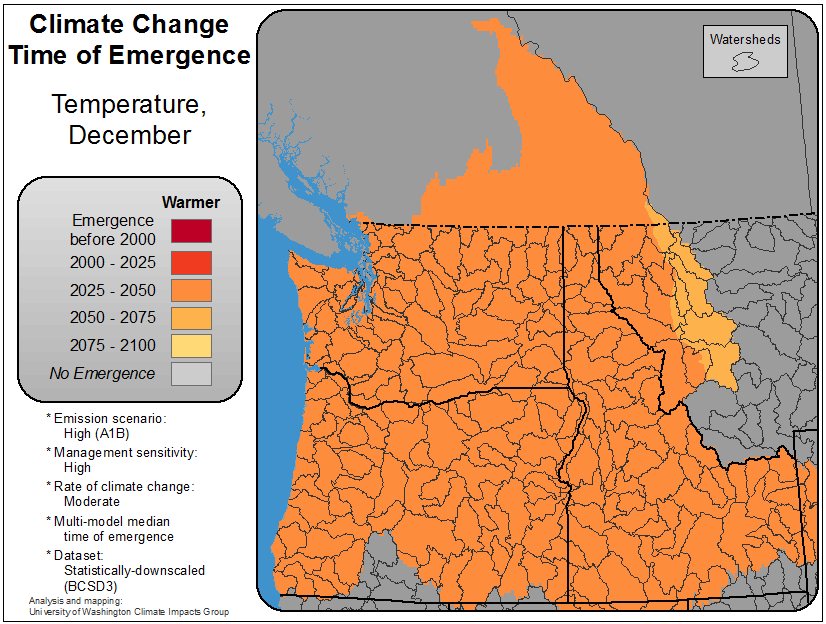 Climate Change
Time of Emergence
Temperature,
December
Warmer
Emergence
before 2000
2000 - 2025
2025 - 2050
2050 - 2075
2075 - 2100
No Emergence
* Emission scenario:
High (A1B)
* Management sensitivity:
High
* Rate of climate change:
Moderate
* Multi-model median
time of emergence
* Dataset:
Statistically-downscaled
(BCSD3)
Analysis and mapping:
University of Washington Climate Impacts Group
Watersheds